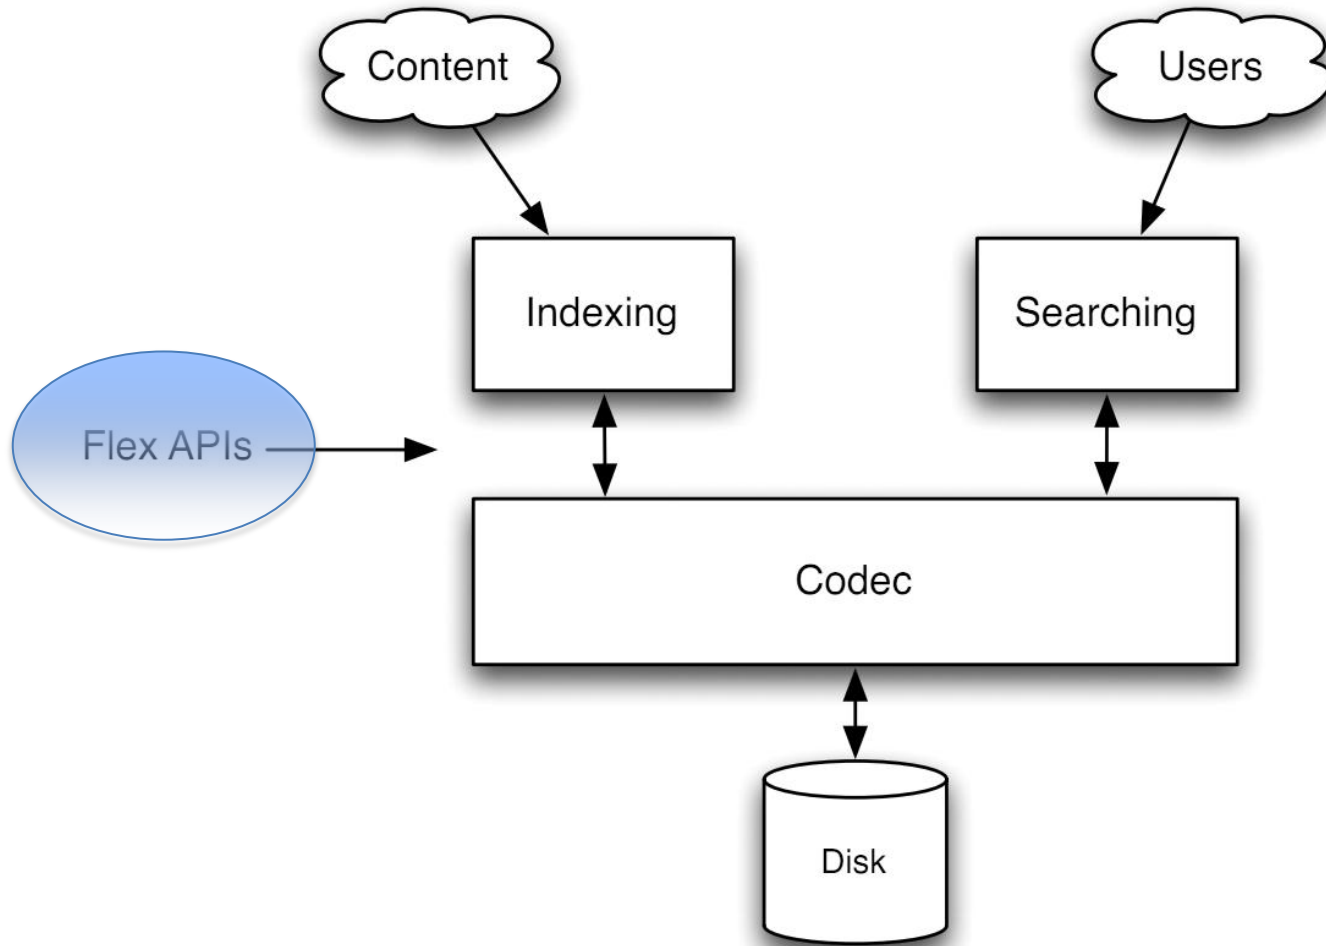 Content
Users
Indexing
Searching
Flex APIs
Codec
Disk